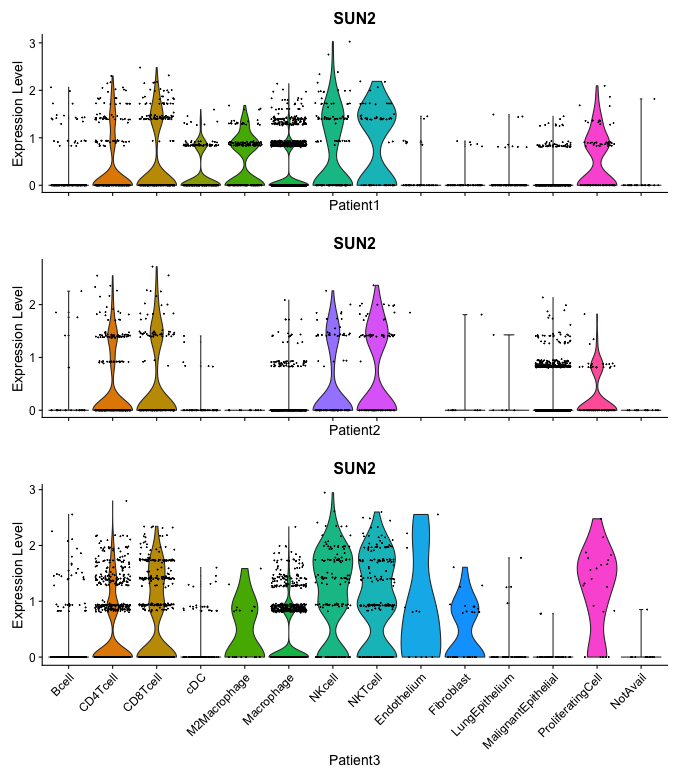 SUN2
Expression Level
3
2
1
0
Patient1
SUN2
Expression Level
2
1
0
Patient2
SUN2
Expression Level
3
2
1
0
Bcell
CD4Tcell
CD8Tcell
cDC
M2Macrophage
Macrophage
NKcell
NKTcell
Endothelium
Fibroblast
LungEpithelium
MalignantEpithelial
ProliferatingCell
NotAvail
Patient3